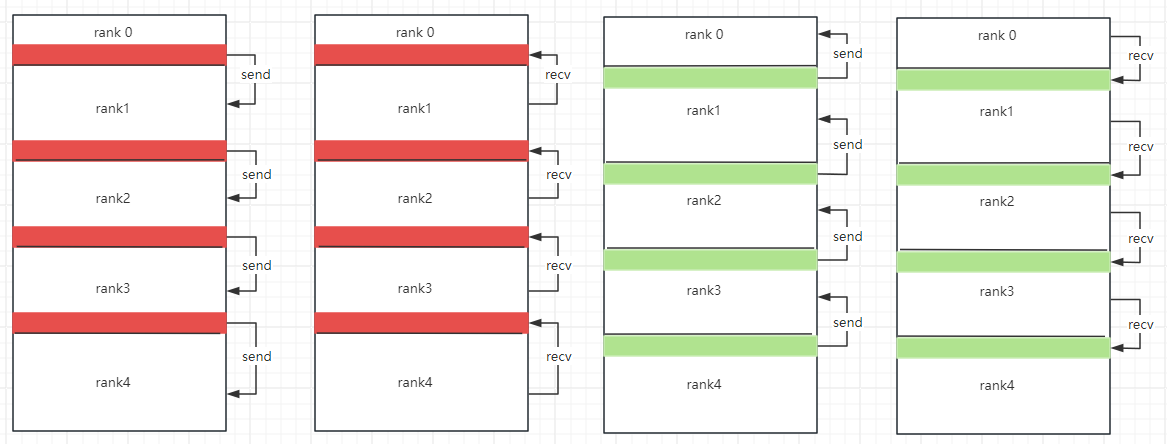 rank 0
send
rank1
send
rank2
send
rank3
send
rank4
rank 0
recv
rank1
recv
rank2
recv
rank3
recv
rank4
rank 0
send
rank1
send
rank2
send
rank3
send
rank4
rank 0
recv
rank1
recv
rank2
recv
rank3
recv
rank4